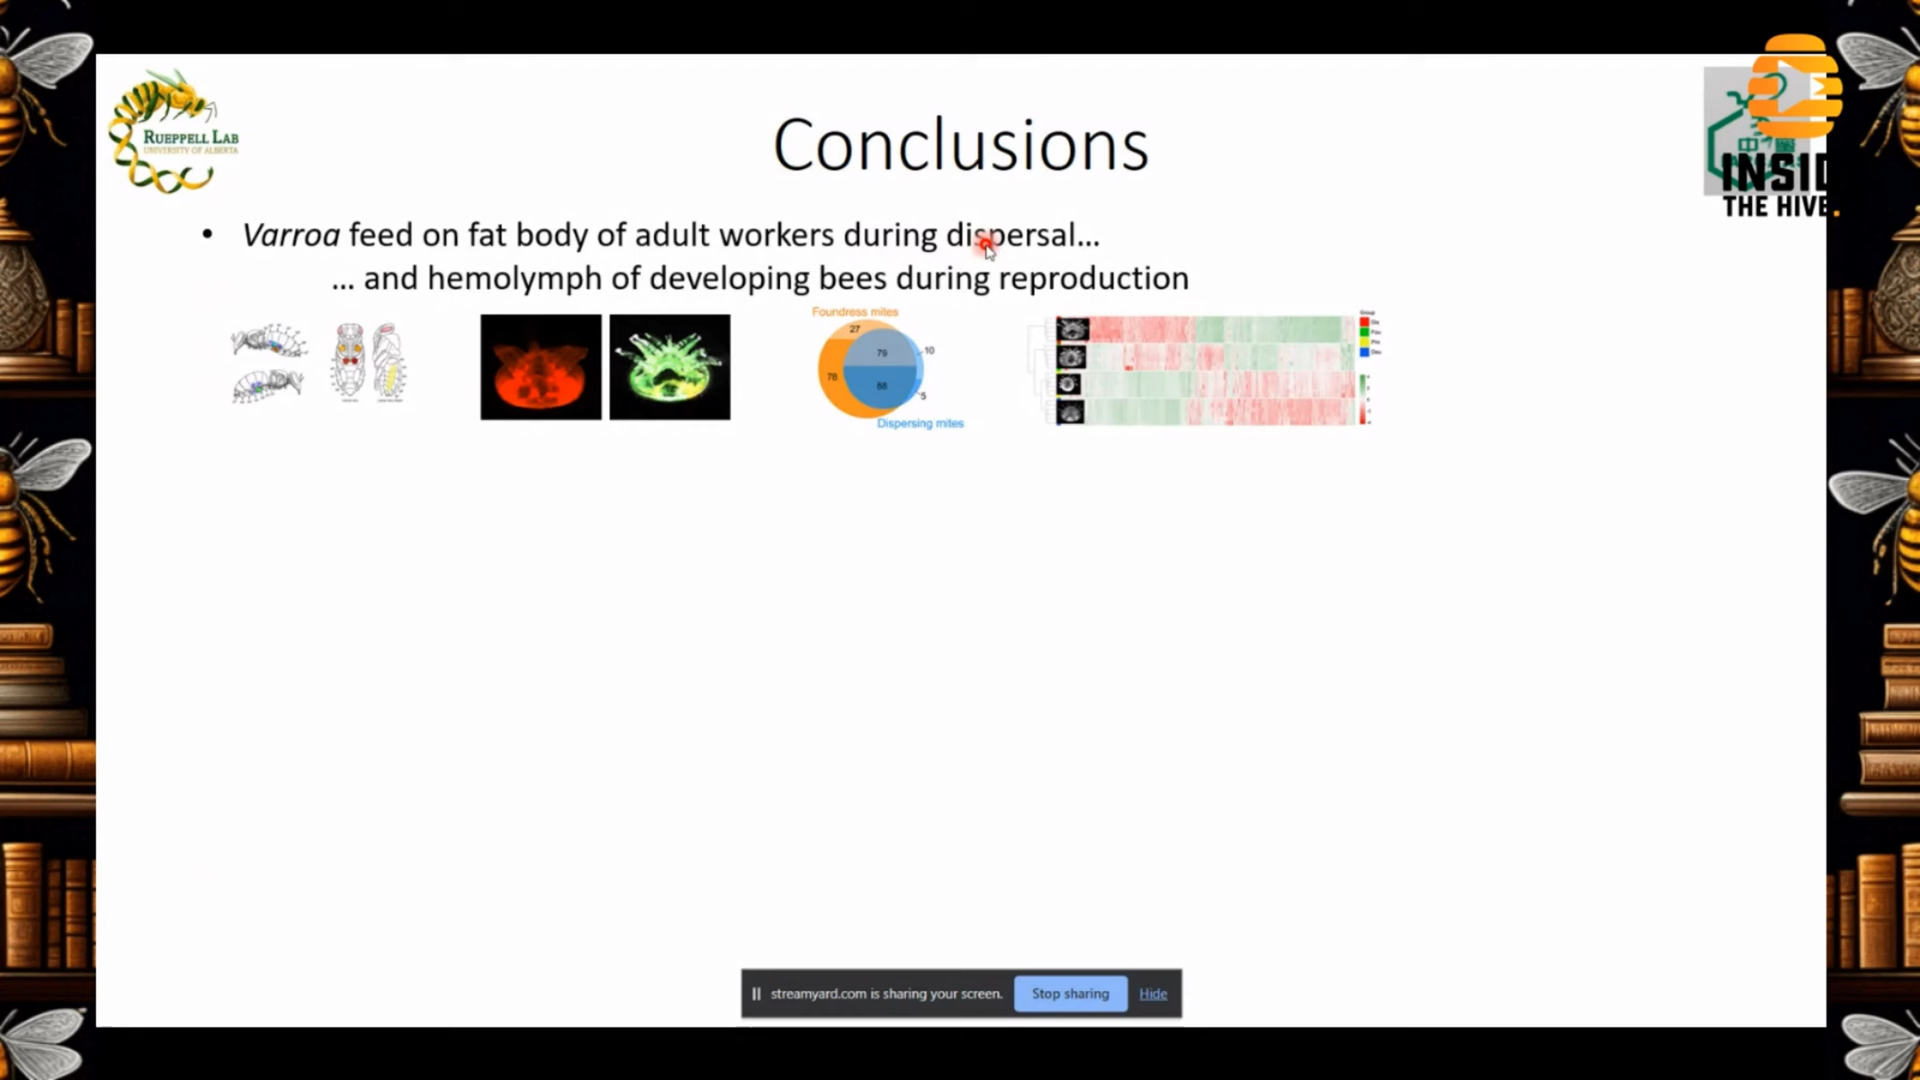 RUEPPELL LAB
UNIVERSITY OF ALBERTA
Conclusions
INSID
THE HIVE.
• Varroa feed on fat body of adult workers during dispersal...
... and hemolymph of developing bees during reproduction
Foundress mites
27
79
10
78
88
5
Dispersing mites
streamyard.com is sharing your screen.
Stop sharing
Hide